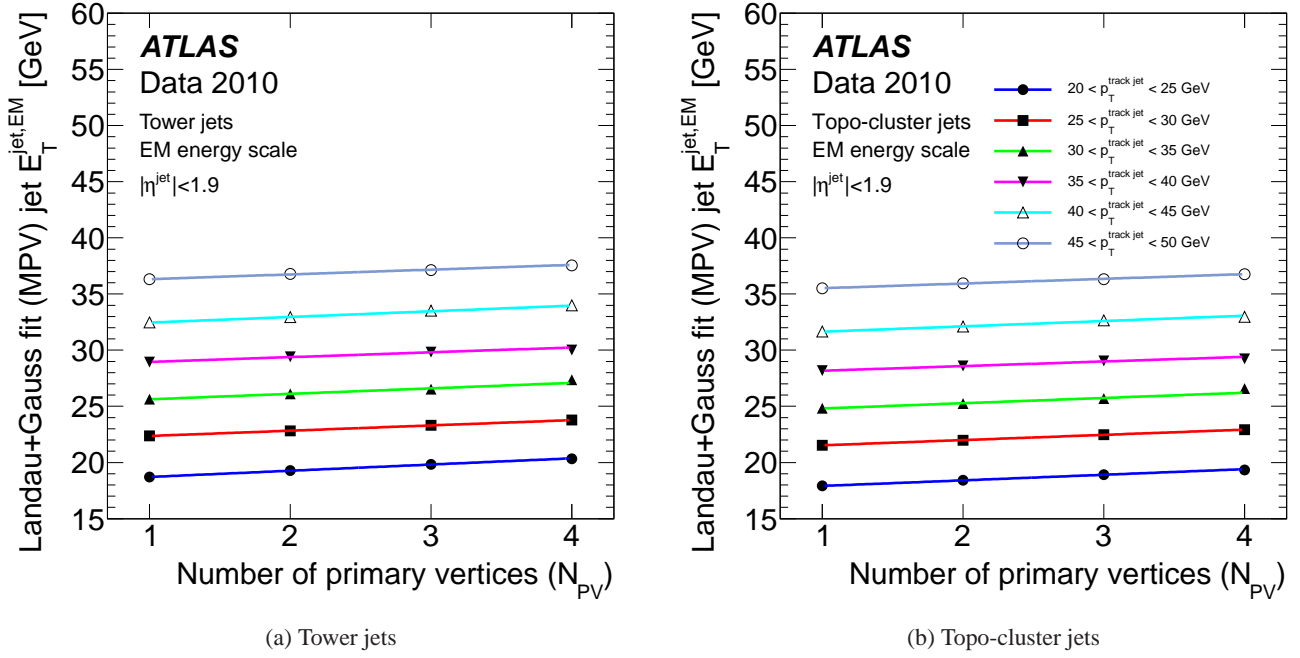 Landau+Gauss fit (MPV) jet E_T^{jet,EM} [GeV]
60
55
50
45
40
35
30
25
20
15
ATLAS
Data 2010
Tower jets
EM energy scale
|η^{jet}|<1.9
1 2 3 4
Number of primary vertices (N_{PV})
(a) Tower jets
Landau+Gauss fit (MPV) jet E_T^{jet,EM} [GeV]
60
55
50
45
40
35
30
25
20
15
ATLAS
Data 2010
Topo-cluster jets
EM energy scale
|η^{jet}|<1.9
20 < p_T^{track jet} < 25 GeV
25 < p_T^{track jet} < 30 GeV
30 < p_T^{track jet} < 35 GeV
35 < p_T^{track jet} < 40 GeV
40 < p_T^{track jet} < 45 GeV
45 < p_T^{track jet} < 50 GeV
1 2 3 4
Number of primary vertices (N_{PV})
(b) Topo-cluster jets